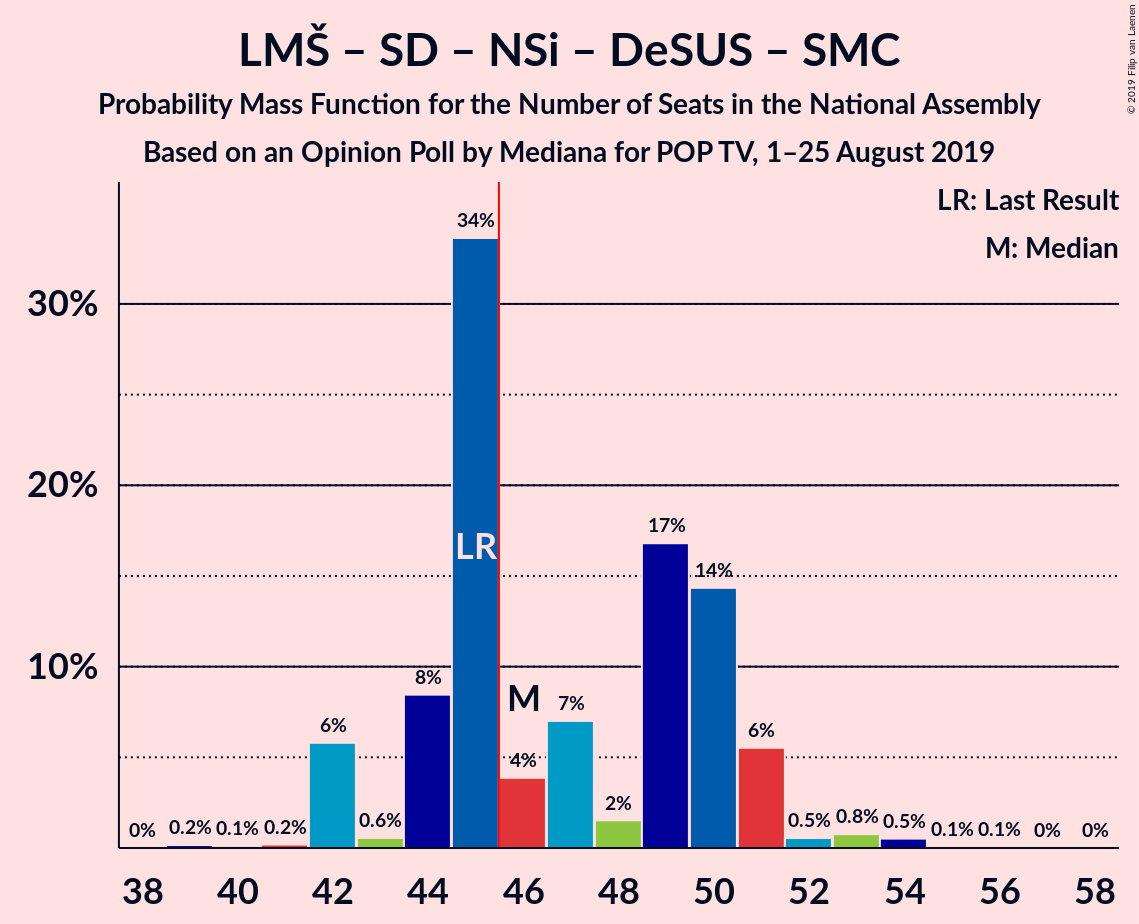 LMŠ – SD – NSi – DeSUS – SMC
Probability Mass Function for the Number of Seats in the National Assembly
Based on an Opinion Poll by Mediana for POP TV, 1–25 August 2019
© 2019 Filip van Laenen
LR: Last Result
M: Median
30%
20%
10%
0%
0.2%
0.1%
0.2%
6%
0.6%
8%
34%
LR
M
4%
7%
2%
17%
14%
6%
0.5%
0.8%
0.5%
0.1%
0.1%
0%
0%
38 40 42 44 46 48 50 52 54 56 58